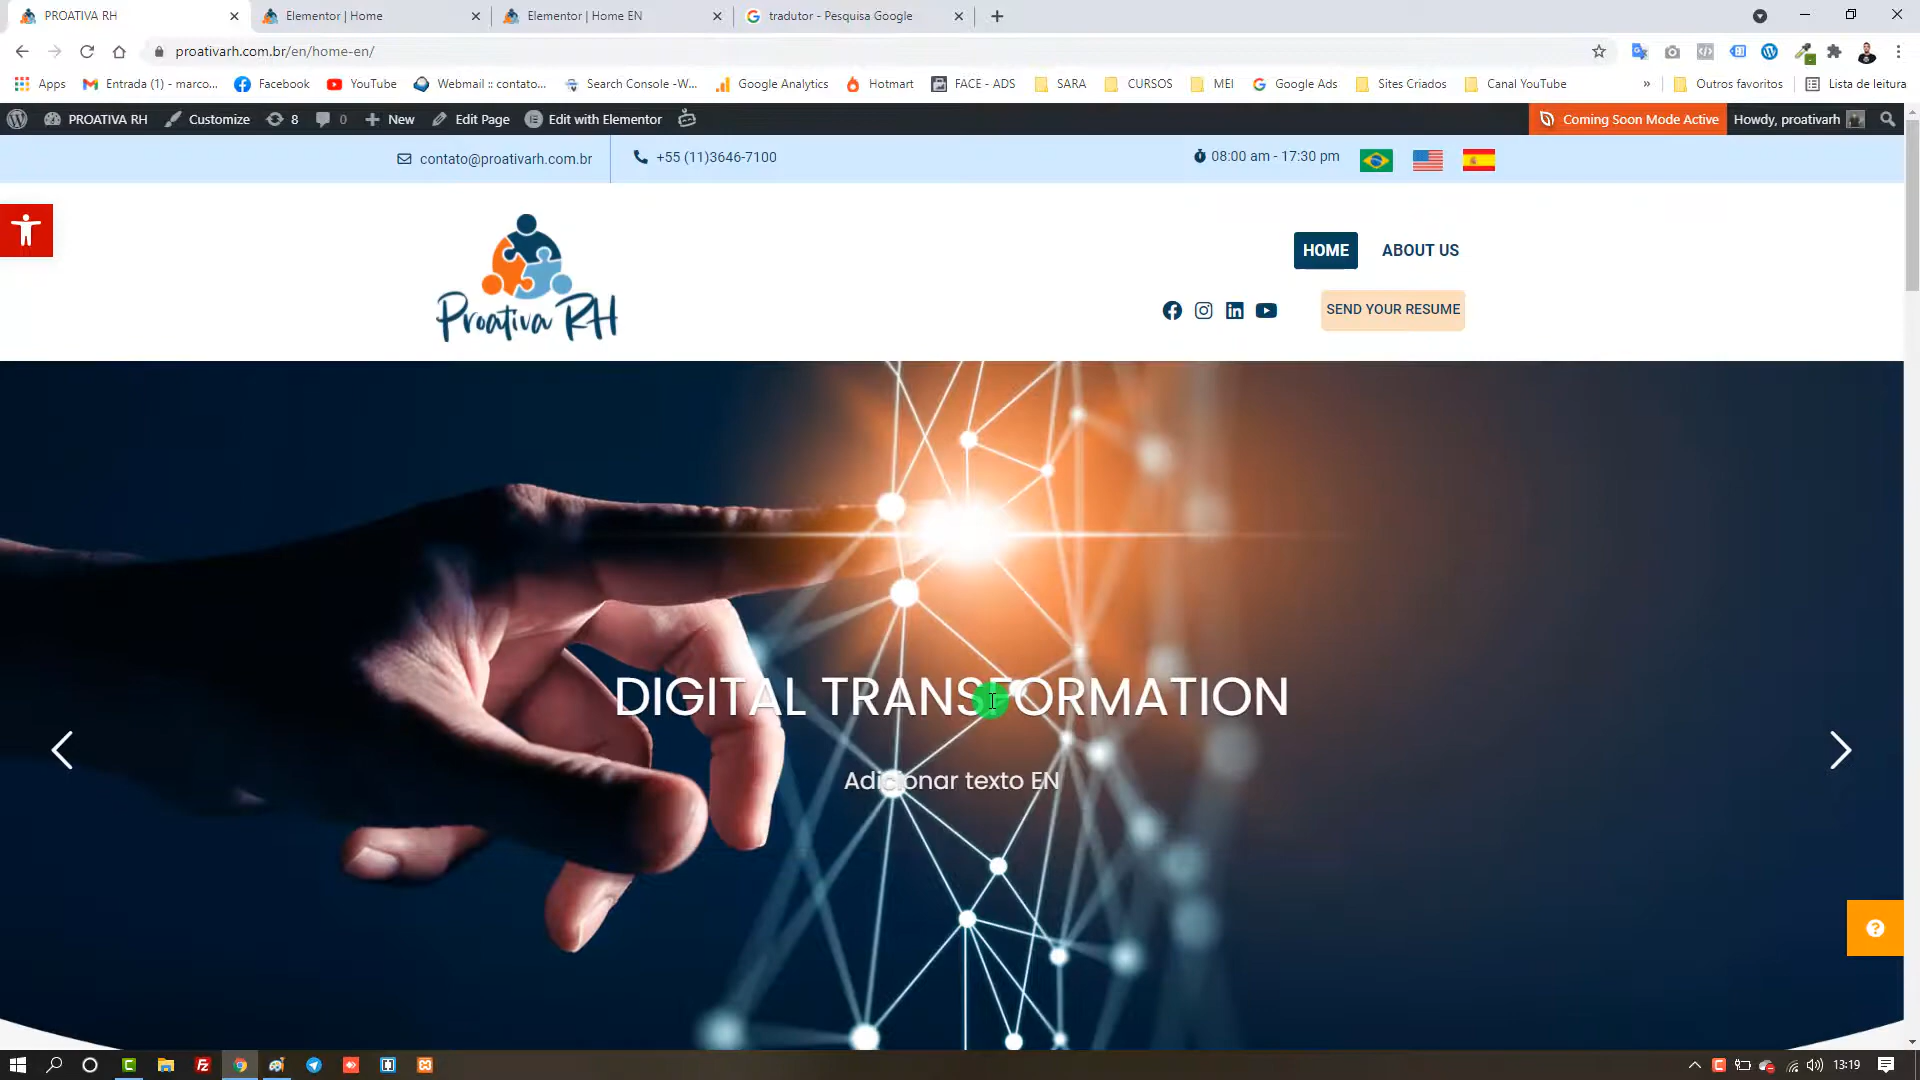 PROATIVA RH
Elementor | Home
Elementor | Home EN
tradutor - Pesquisa Google
proativarh.com.br/en/home-en/
Apps
Entrada (1) - marco...
Facebook
YouTube
Webmail :: contato...
Search Console -W...
Google Analytics
Hotmart
FACE - ADS
SARA
CURSOS
MEI
Google Ads
Sites Criados
Canal YouTube
»
Outros favoritos
Lista de leitura
PROATIVA RH
Customize
8
0
New
Edit Page
Edit with Elementor
Coming Soon Mode Active
Howdy, proativarh
contato@proativarh.com.br
+55 (11)3646-7100
08:00 am - 17:30 pm
Proativa RH
HOME
ABOUT US
SEND YOUR RESUME
DIGITAL TRANSFORMATION
Adicionar texto EN
13:19